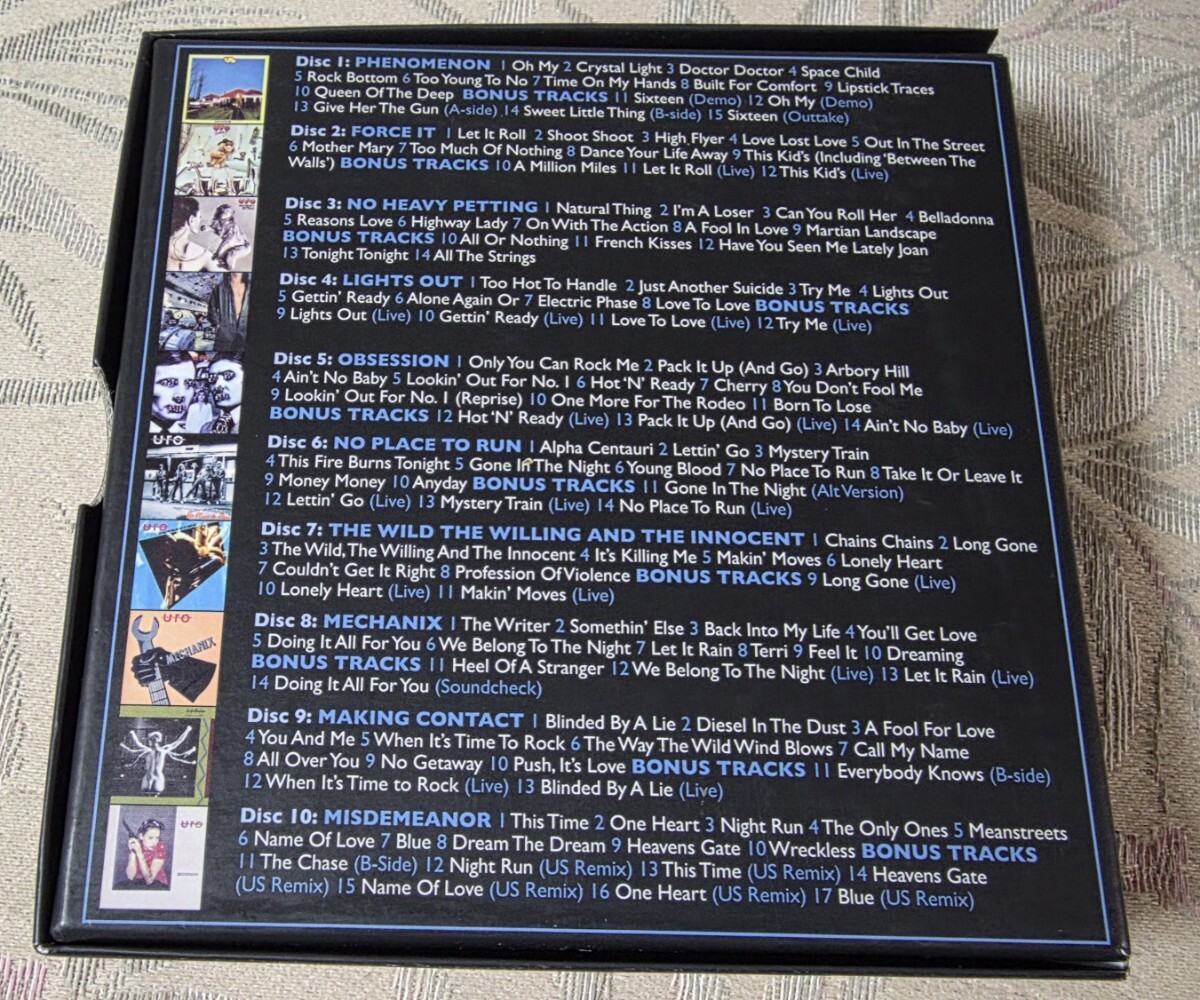 Disc 1: PHENOMENON 1 Oh My 2 Crystal Light 3 Doctor Doctor 4 Space Child
5 Rock Bottom 6 Too Young To No 7 Time On My Hands 8 Built For Comfort 9 Lipstick Traces
10 Queen Of The Deep BONUS TRACKS 11 Sixteen (Demo) 12 Oh My (Demo)
13 Give Her The Gun (A-side) 14 Sweet Little Thing (B-side) 15 Sixteen (Outtake)
Disc 2: FORCE IT 1 Let It Roll 2 Shoot Shoot 3 High Flyer 4 Love Lost Love 5 Out In The Street
6 Mother Mary 7 Too Much Of Nothing 8 Dance Your Life Away 9 This Kid's (Including 'Between The
Walls') BONUS TRACKS 10 A Million Miles 11 Let It Roll (Live) 12 This Kid's (Live)
Disc 3: NO HEAVY PETTING 1 Natural Thing 2 I'm A Loser 3 Can You Roll Her 4 Belladonna
5 Reasons Love 6 Highway Lady 7 On With The Action 8 A Fool In Love 9 Martian Landscape
BONUS TRACKS 10 All Or Nothing 11 French Kisses 12 Have You Seen Me Lately Joan
13 Tonight Tonight 14 All The Strings
Disc 4: LIGHTS OUT 1 Too Hot To Handle 2 Just Another Suicide 3 Try Me 4 Lights Out
5 Gettin' Ready 6 Alone Again Or 7 Electric Phase 8 Love To Love BONUS TRACKS
9 Lights Out (Live) 10 Gettin' Ready (Live) 11 Love To Love (Live) 12 Try Me (Live)
Disc 5: OBSESSION 1 Only You Can Rock Me 2 Pack It Up (And Go) 3 Arbory Hill
4 Ain't No Baby 5 Lookin' Out For No. 1 6 Hot 'N' Ready 7 Cherry 8 You Don't Fool Me
9 Lookin' Out For No. 1 (Reprise) 10 One More For The Rodeo 11 Born To Lose
BONUS TRACKS 12 Hot 'N' Ready (Live) 13 Pack It Up (And Go) (Live) 14 Ain't No Baby (Live)
UFO
Disc 6: NO PLACE TO RUN 1 Alpha Centauri 2 Lettin' Go 3 Mystery Train
4 This Fire Burns Tonight 5 Gone In The Night 6 Young Blood 7 No Place To Run 8 Take It Or Leave It
9 Money Money 10 Anyday BONUS TRACKS 11 Gone In The Night (Alt Version)
12 Lettin' Go (Live) 13 Mystery Train (Live) 14 No Place To Run (Live)
UFO
Disc 7: THE WILD THE WILLING AND THE INNOCENT 1 Chains Chains 2 Long Gone
3 The Wild, The Willing And The Innocent 4 It's Killing Me 5 Makin' Moves 6 Lonely Heart
7 Couldn't Get It Right 8 Profession Of Violence BONUS TRACKS 9 Long Gone (Live)
10 Lonely Heart (Live) 11 Makin' Moves (Live)
UFO
MECHANIX
Disc 8: MECHANIX 1 The Writer 2 Somethin' Else 3 Back Into My Life 4 You'll Get Love
5 Doing It All For You 6 We Belong To The Night 7 Let It Rain 8 Terri 9 Feel It 10 Dreaming
BONUS TRACKS 11 Heel Of A Stranger 12 We Belong To The Night (Live) 13 Let It Rain (Live)
14 Doing It All For You (Soundcheck)
Disc 9: MAKING CONTACT 1 Blinded By A Lie 2 Diesel In The Dust 3 A Fool For Love
4 You And Me 5 When It's Time To Rock 6 The Way The Wild Wind Blows 7 Call My Name
8 All Over You 9 No Getaway 10 Push, It's Love BONUS TRACKS 11 Everybody Knows (B-side)
12 When It's Time to Rock (Live) 13 Blinded By A Lie (Live)
UFO
Disc 10: MISDEMEANOR 1 This Time 2 One Heart 3 Night Run 4 The Only Ones 5 Meanstreets
6 Name Of Love 7 Blue 8 Dream The Dream 9 Heavens Gate 10 Wreckless BONUS TRACKS
11 The Chase (B-Side) 12 Night Run (US Remix) 13 This Time (US Remix) 14 Heavens Gate
(US Remix) 15 Name Of Love (US Remix) 16 One Heart (US Remix) 17 Blue (US Remix)